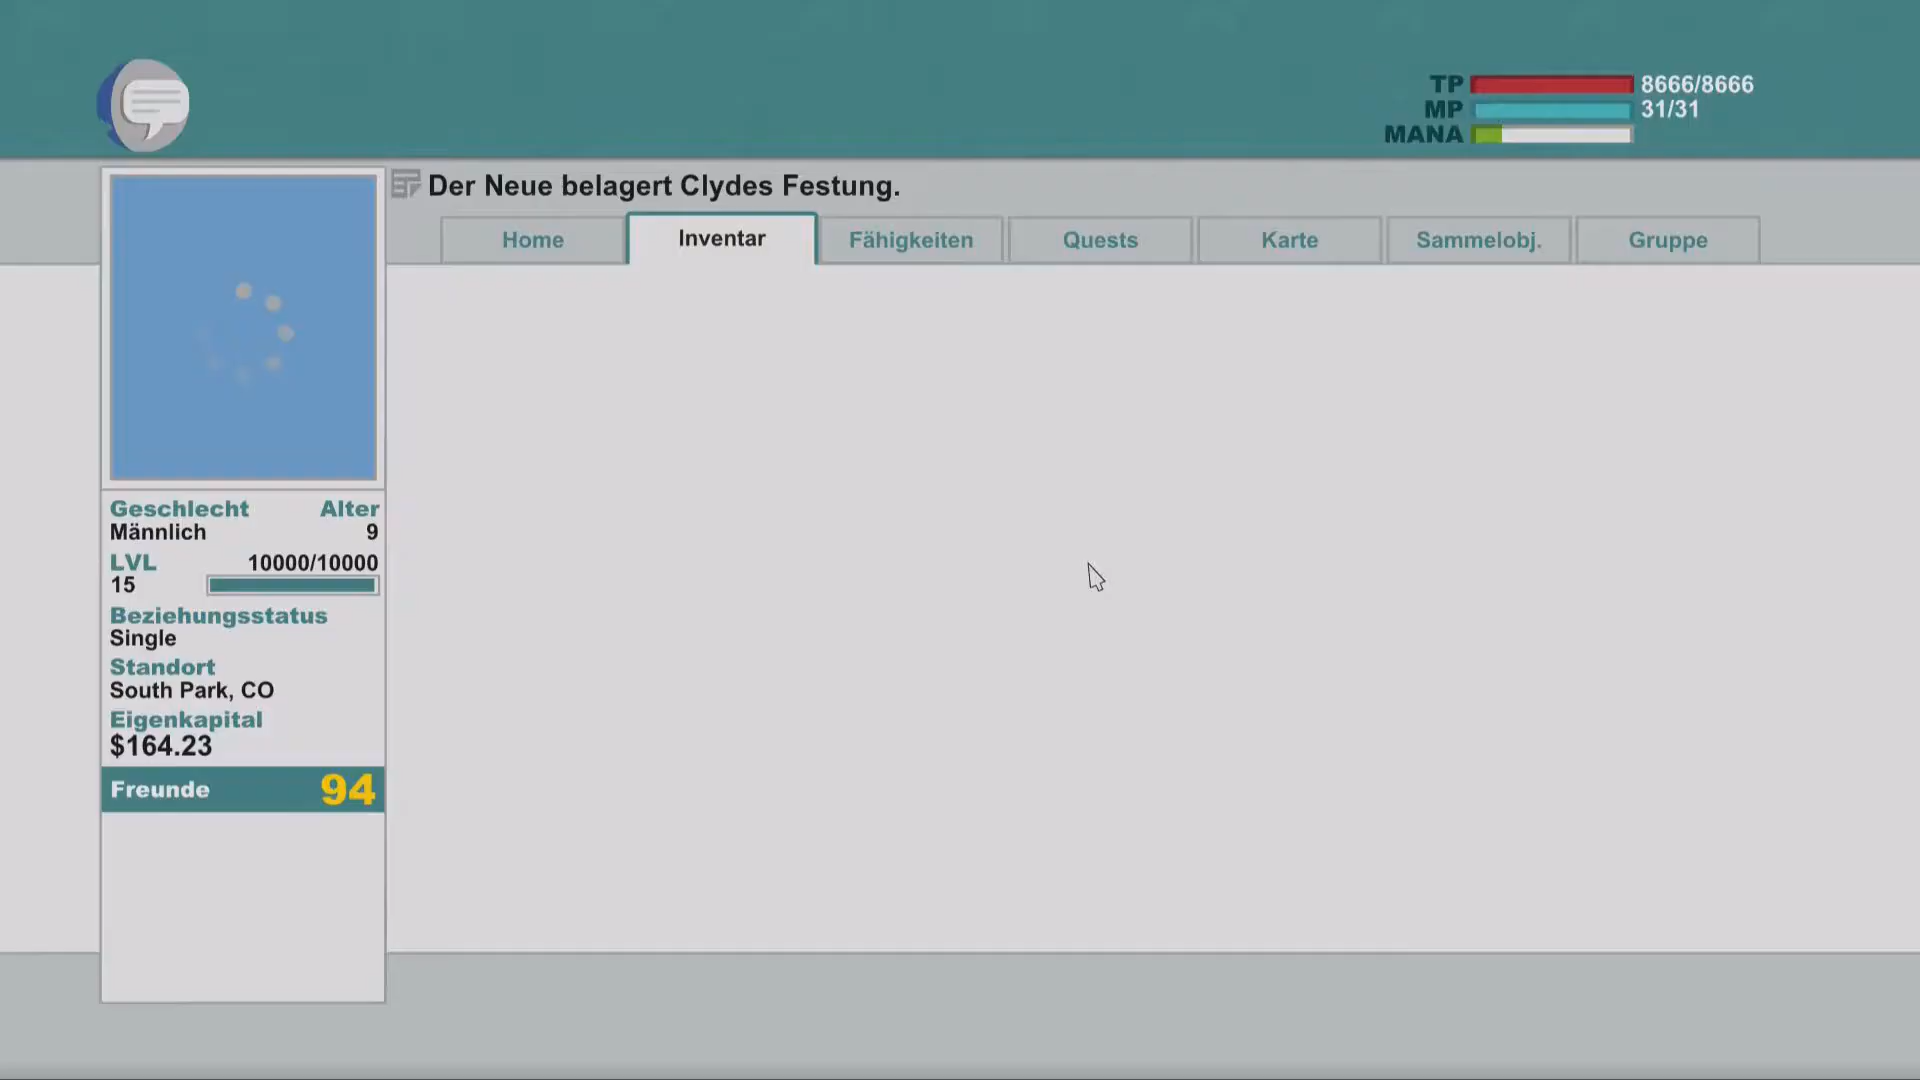 TP 8666/8666
MP 31/31
MANA
Der Neue belagert Clydes Festung.
Home Inventar Fähigkeiten Quests Karte Sammelobj. Gruppe
Geschlecht Alter
Männlich 9
LVL 10000/10000
15
Beziehungsstatus
Single
Standort
South Park, CO
Eigenkapital
$164.23
Freunde 94